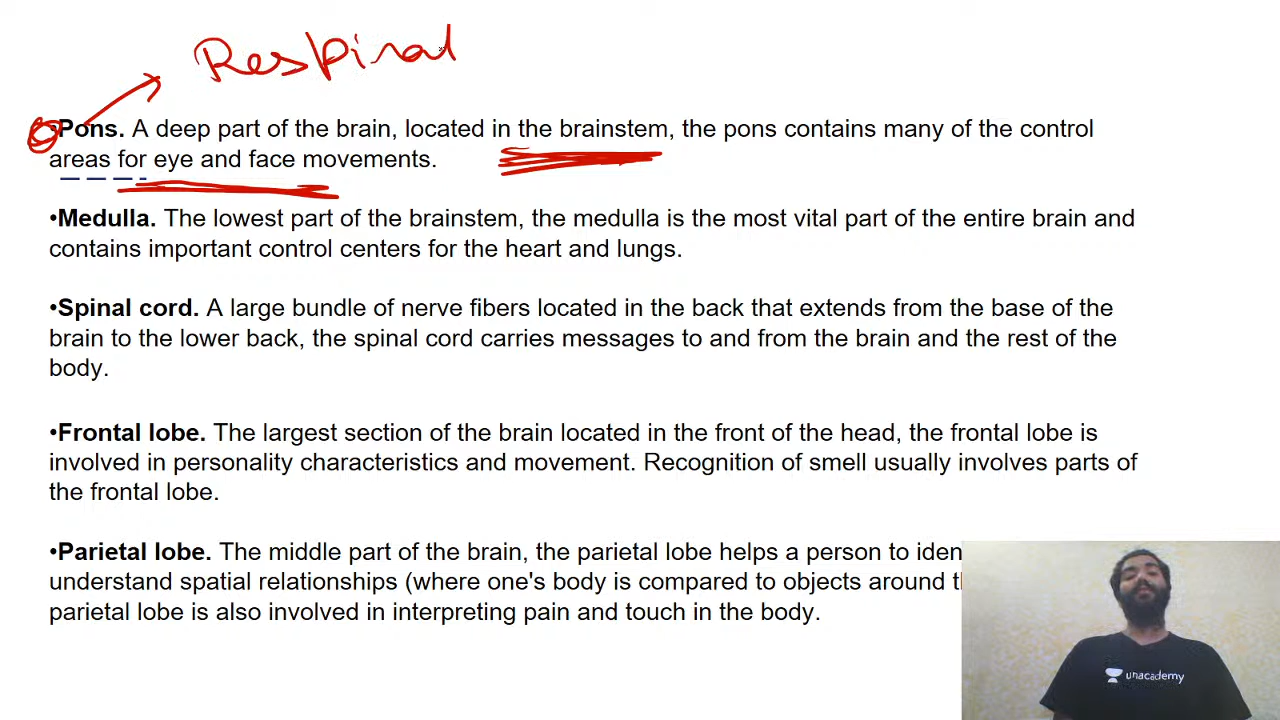 Respirat
•Pons. A deep part of the brain, located in the brainstem, the pons contains many of the control
areas for eye and face movements.
•Medulla. The lowest part of the brainstem, the medulla is the most vital part of the entire brain and
contains important control centers for the heart and lungs.
•Spinal cord. A large bundle of nerve fibers located in the back that extends from the base of the
brain to the lower back, the spinal cord carries messages to and from the brain and the rest of the
body.
•Frontal lobe. The largest section of the brain located in the front of the head, the frontal lobe is
involved in personality characteristics and movement. Recognition of smell usually involves parts of
the frontal lobe.
•Parietal lobe. The middle part of the brain, the parietal lobe helps a person to iden
understand spatial relationships (where one's body is compared to objects around t
parietal lobe is also involved in interpreting pain and touch in the body.
unacademy